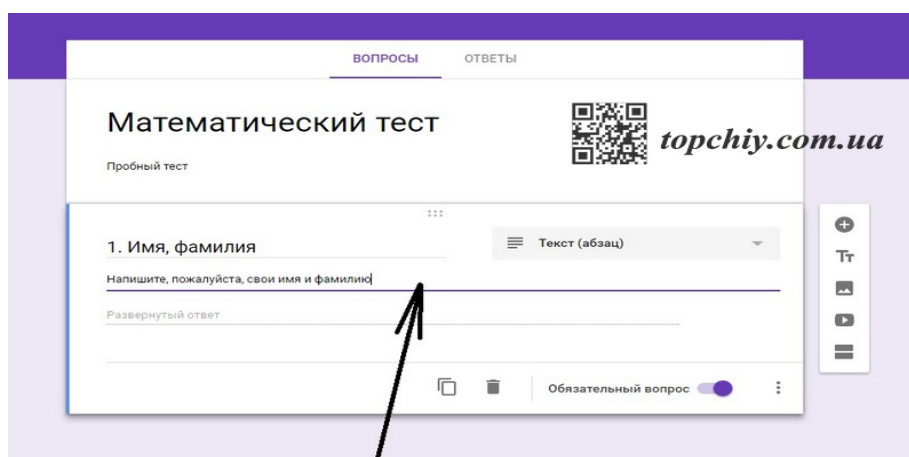 ВОПРОСЫ ОТВЕТЫ
Математический тест
topchiy.com.ua
Пробный тест
1. Имя, фамилия
Текст (абзац)
Напишите, пожалуйста, свои имя и фамилию
Развернутый ответ
Обязательный вопрос
Тт